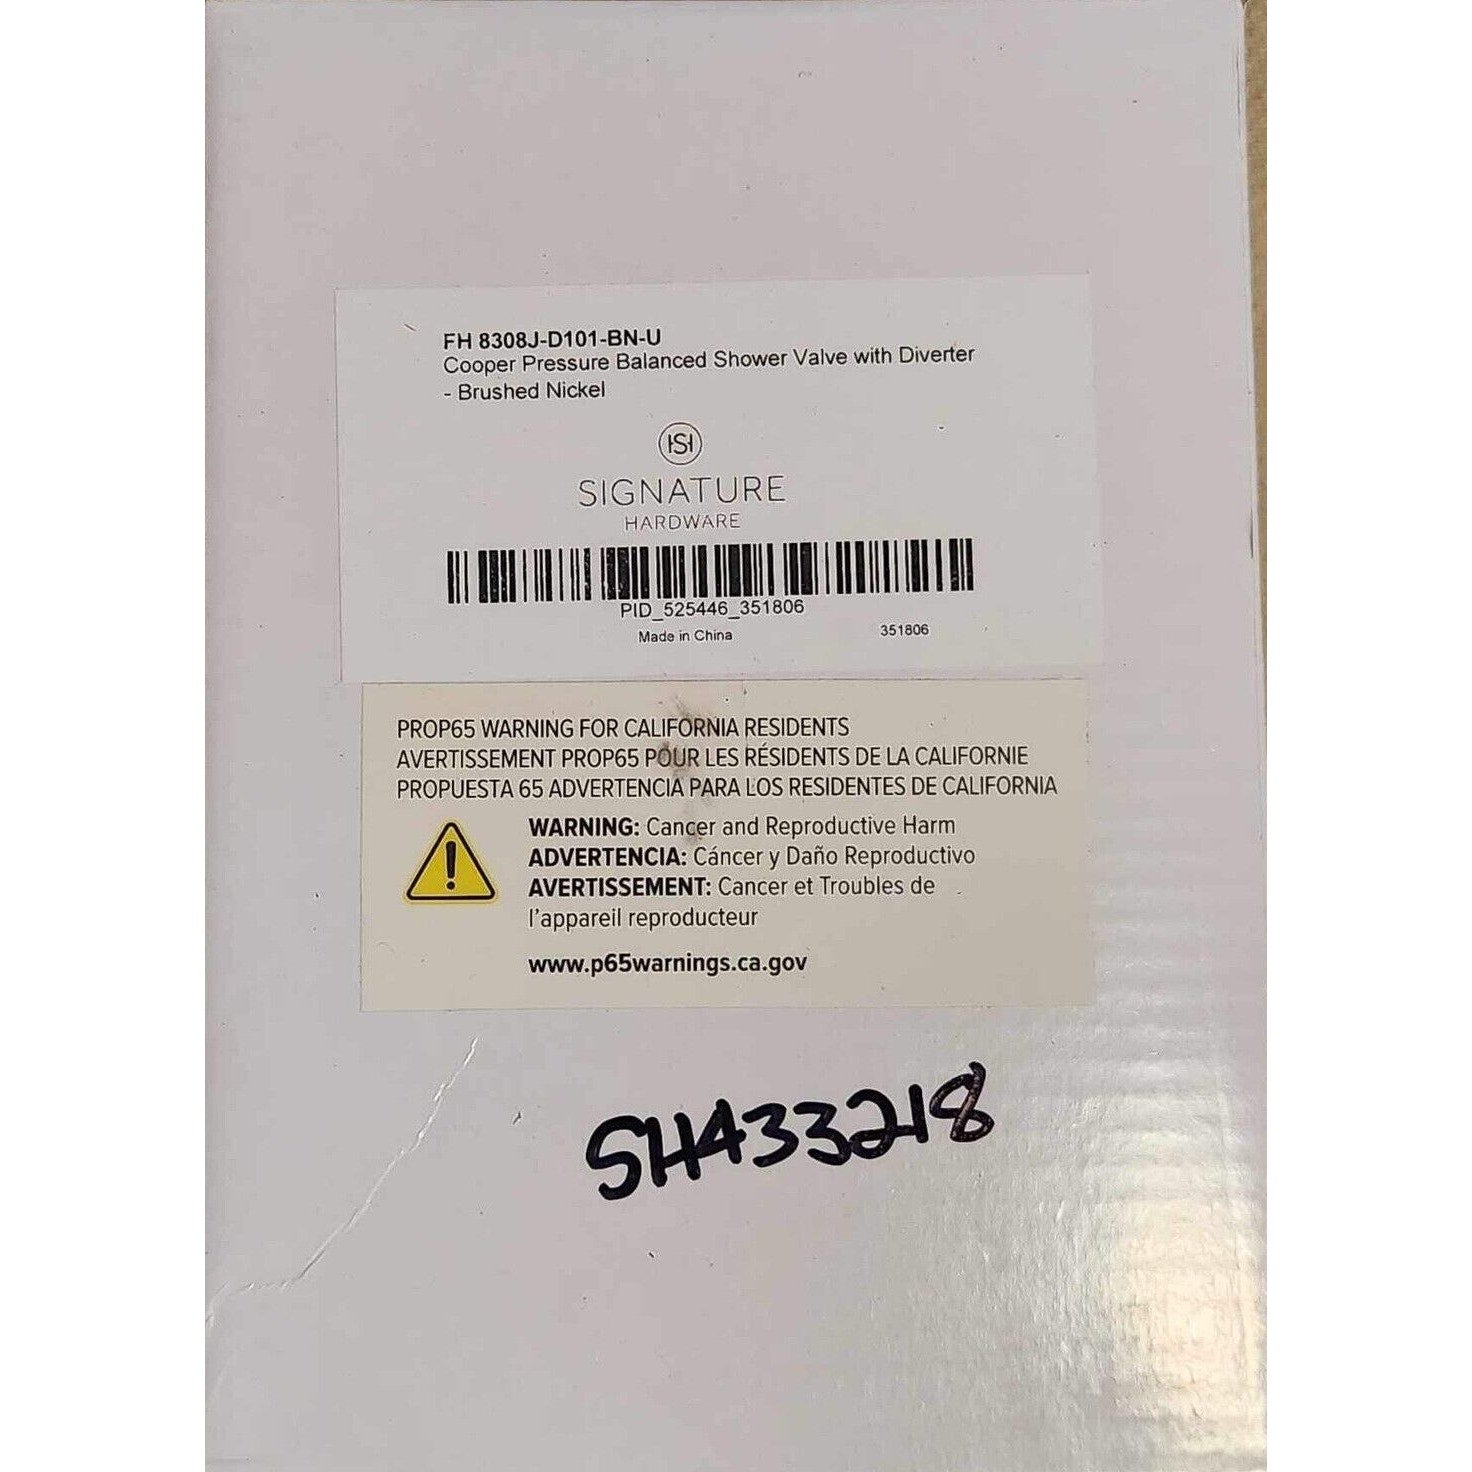 FH 8308J-D101-BN-U
Cooper Pressure Balanced Shower Valve with Diverter
- Brushed Nickel
SIGNATURE
HARDWARE
PID_525446_351806
Made in China 351806
PROP65 WARNING FOR CALIFORNIA RESIDENTS
AVERTISSEMENT PROP65 POUR LES RÉSIDENTS DE LA CALIFORNIE
PROPUESTA 65 ADVERTENCIA PARA LOS RESIDENTES DE CALIFORNIA
WARNING: Cancer and Reproductive Harm
ADVERTENCIA: Cáncer y Daño Reproductivo
AVERTISSEMENT: Cancer et Troubles de
l'appareil reproducteur
www.p65warnings.ca.gov
SH433218